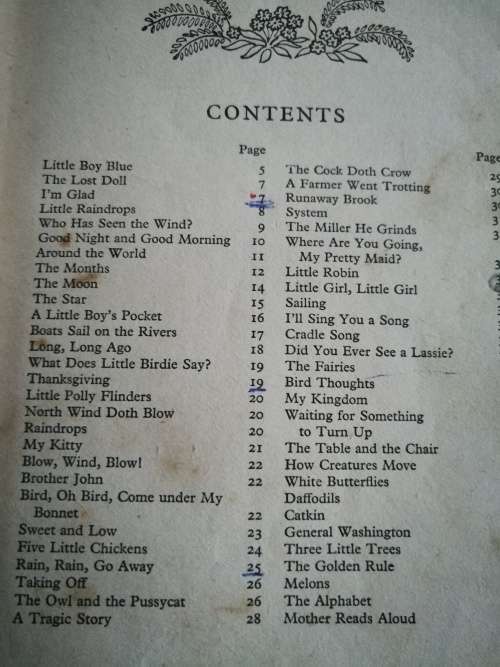 CONTENTS
Page
Little Boy Blue 5
The Lost Doll 7
I'm Glad 7
Little Raindrops 8
Who Has Seen the Wind? 9
Good Night and Good Morning 10
Around the World 11
The Months 12
The Moon 14
The Star 15
A Little Boy's Pocket 16
Boats Sail on the Rivers 17
Long, Long Ago 18
What Does Little Birdie Say? 19
Thanksgiving 19
Little Polly Flinders 20
North Wind Doth Blow 20
Raindrops 20
My Kitty 21
Blow, Wind, Blow! 22
Brother John 22
Bird, Oh Bird, Come under My
Bonnet 22
Sweet and Low 23
Five Little Chickens 24
Rain, Rain, Go Away 25
Taking Off 26
The Owl and the Pussycat 26
A Tragic Story 28
Page
The Cock Doth Crow
A Farmer Went Trotting
Runaway Brook
System
The Miller He Grinds
Where Are You Going,
My Pretty Maid?
Little Robin
Little Girl, Little Girl
Sailing
I'll Sing You a Song
Cradle Song
Did You Ever See a Lassie?
The Fairies
Bird Thoughts
My Kingdom
Waiting for Something
to Turn Up
The Table and the Chair
How Creatures Move
White Butterflies
Daffodils
Catkin
General Washington
Three Little Trees
The Golden Rule
Melons
The Alphabet
Mother Reads Aloud